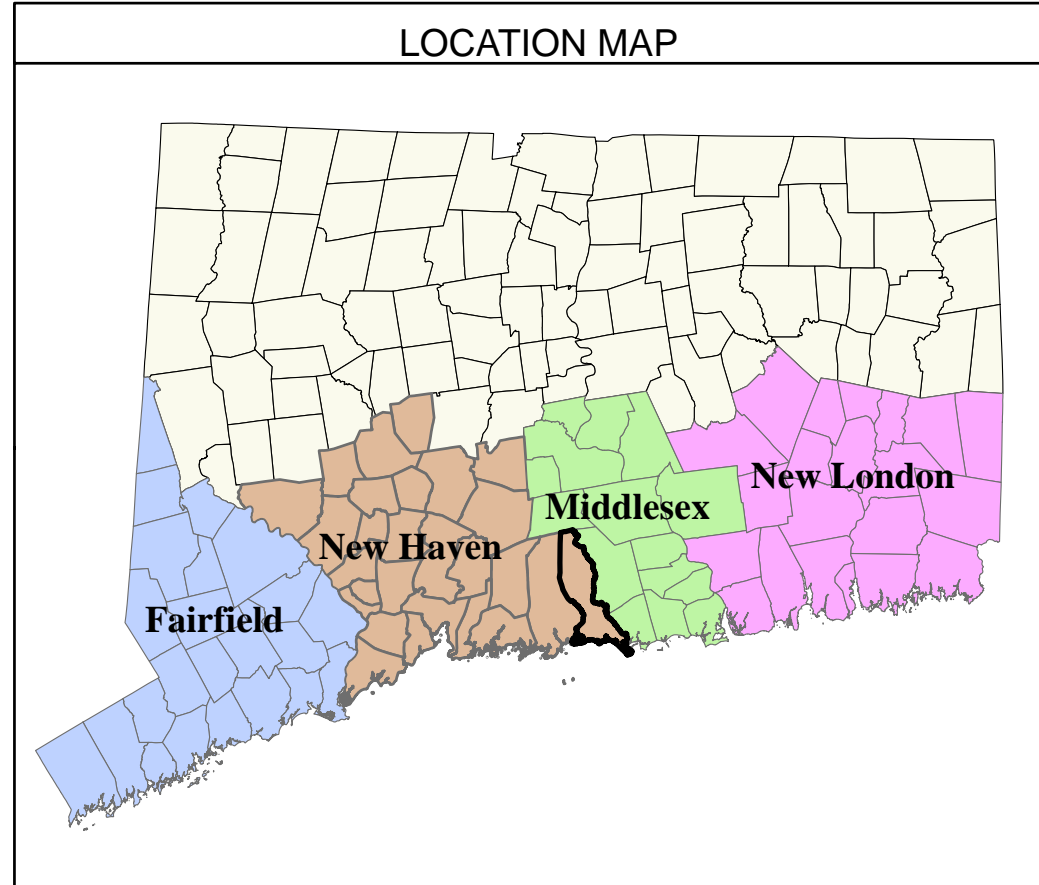 LOCATION MAP
New London
Middlesex
New Haven
Fairfield